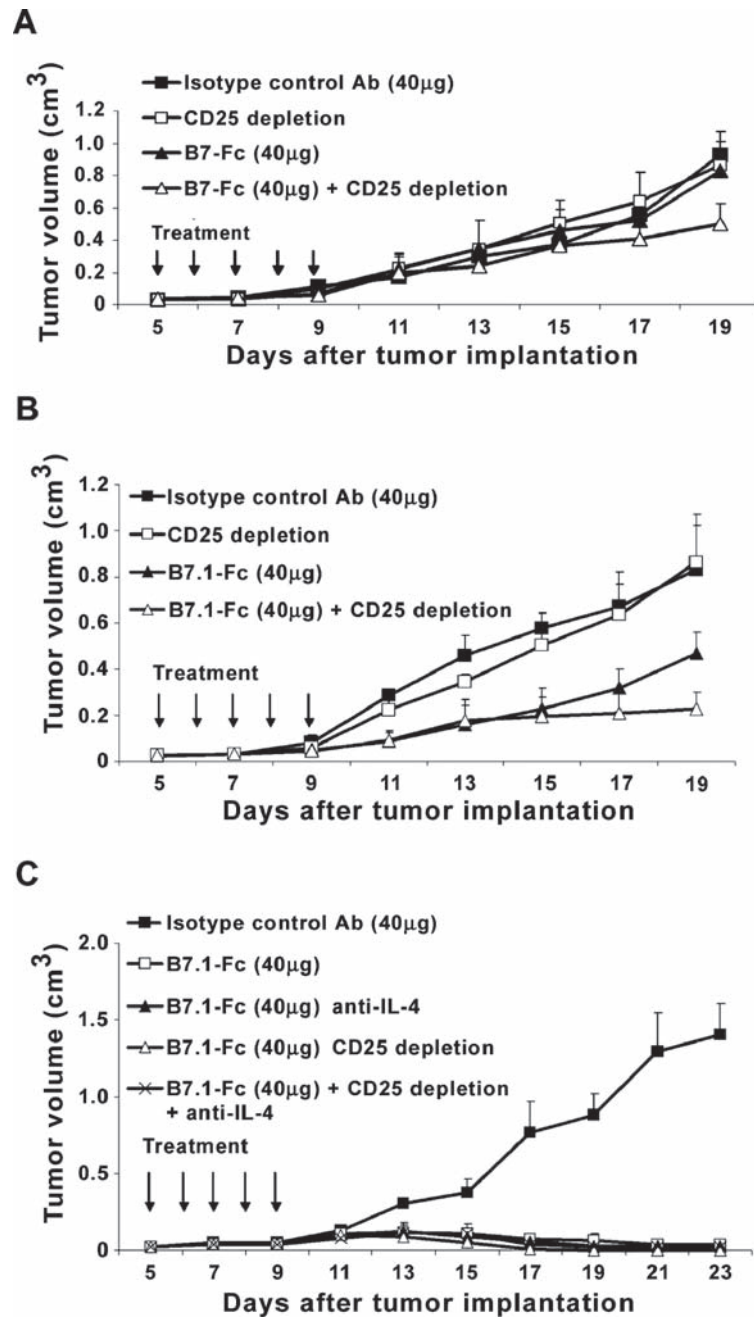 A
Tumor volume (cm3)
Isotype control Ab (40μg)
CD25 depletion
B7-Fc (40μg)
B7-Fc (40μg) + CD25 depletion
1.2
1.0
0.8
0.6
0.4
0.2
0
Treatment
5 7 9 11 13 15 17 19
Days after tumor implantation
B
Tumor volume (cm3)
Isotype control Ab (40μg)
CD25 depletion
B7.1-Fc (40μg)
B7.1-Fc (40μg) + CD25 depletion
1.2
1.0
0.8
0.6
0.4
0.2
0
Treatment
5 7 9 11 13 15 17 19
Days after tumor implantation
C
Tumor volume (cm3)
Isotype control Ab (40μg)
B7.1-Fc (40μg)
B7.1-Fc (40μg) anti-IL-4
B7.1-Fc (40μg) CD25 depletion
B7.1-Fc (40μg) + CD25 depletion
+ anti-IL-4
2.0
1.5
1.0
0.5
0
Treatment
5 7 9 11 13 15 17 19 21 23
Days after tumor implantation